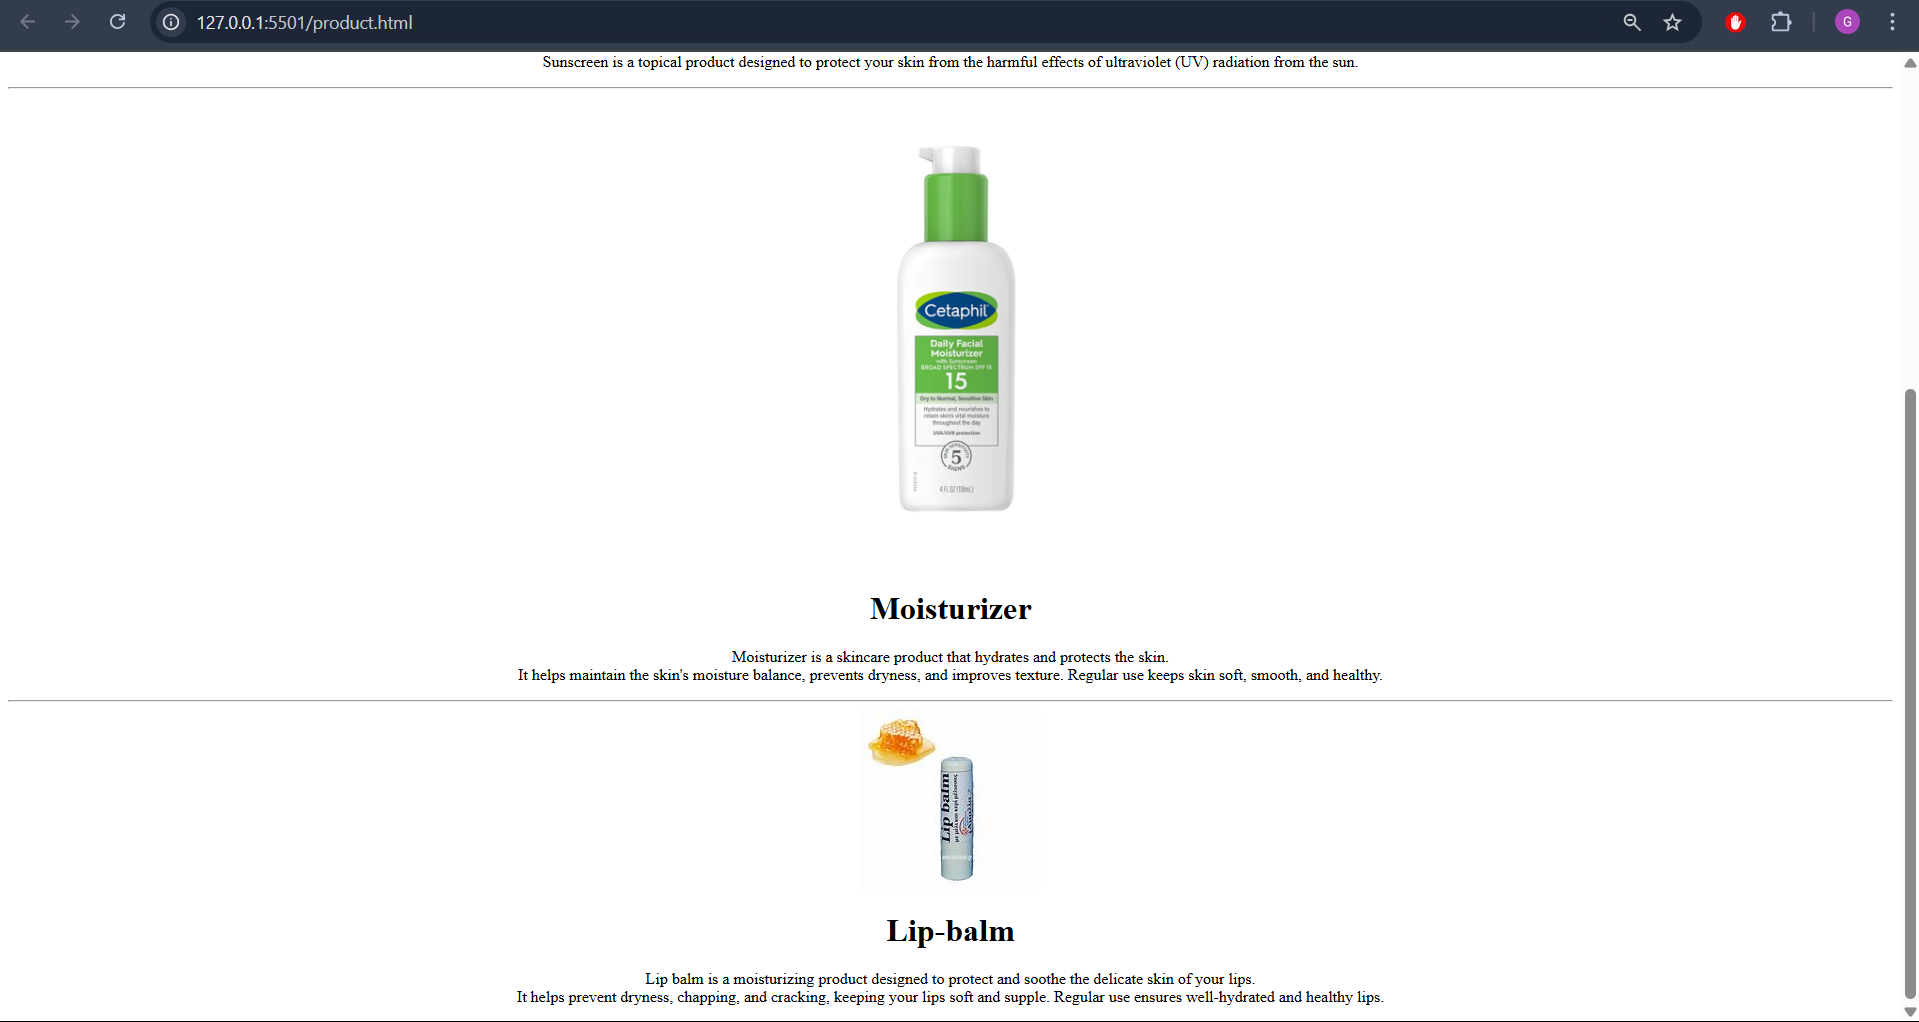 127.0.0.1:5501/product.html
G
Sunscreen is a topical product designed to protect your skin from the harmful effects of ultraviolet (UV) radiation from the sun.
Cetaphil
Daily Facial
Moisturizer
with Sunscreen
BROAD SPECTRUM SPF 15
15
Dry to Normal, Sensitive Skin
Hydrates and nourishes to
retain skin's vital moisture
throughout the day
UVA/UVB protection
SKIN SENSITIVITY
5
SIGNS
4 FL OZ (118mL)
Moisturizer
Moisturizer is a skincare product that hydrates and protects the skin.
It helps maintain the skin's moisture balance, prevents dryness, and improves texture. Regular use keeps skin soft, smooth, and healthy.
Lip balm
Lip-balm
Lip balm is a moisturizing product designed to protect and soothe the delicate skin of your lips.
It helps prevent dryness, chapping, and cracking, keeping your lips soft and supple. Regular use ensures well-hydrated and healthy lips.